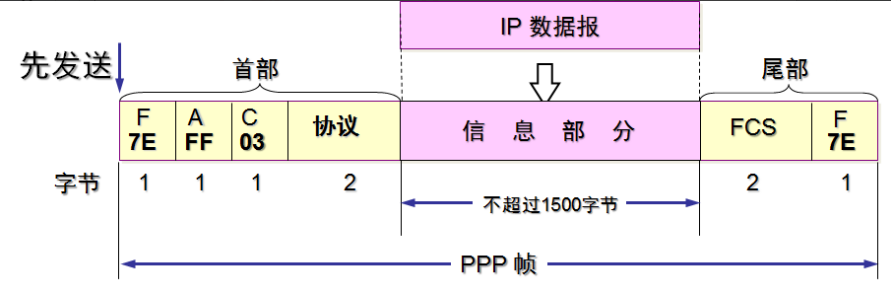 IP 数据报
先发送
首部
尾部
F A C 协议 信息部分 FCS F
7E FF 03 7E
字节 1 1 1 2 2 1
不超过1500字节
PPP 帧